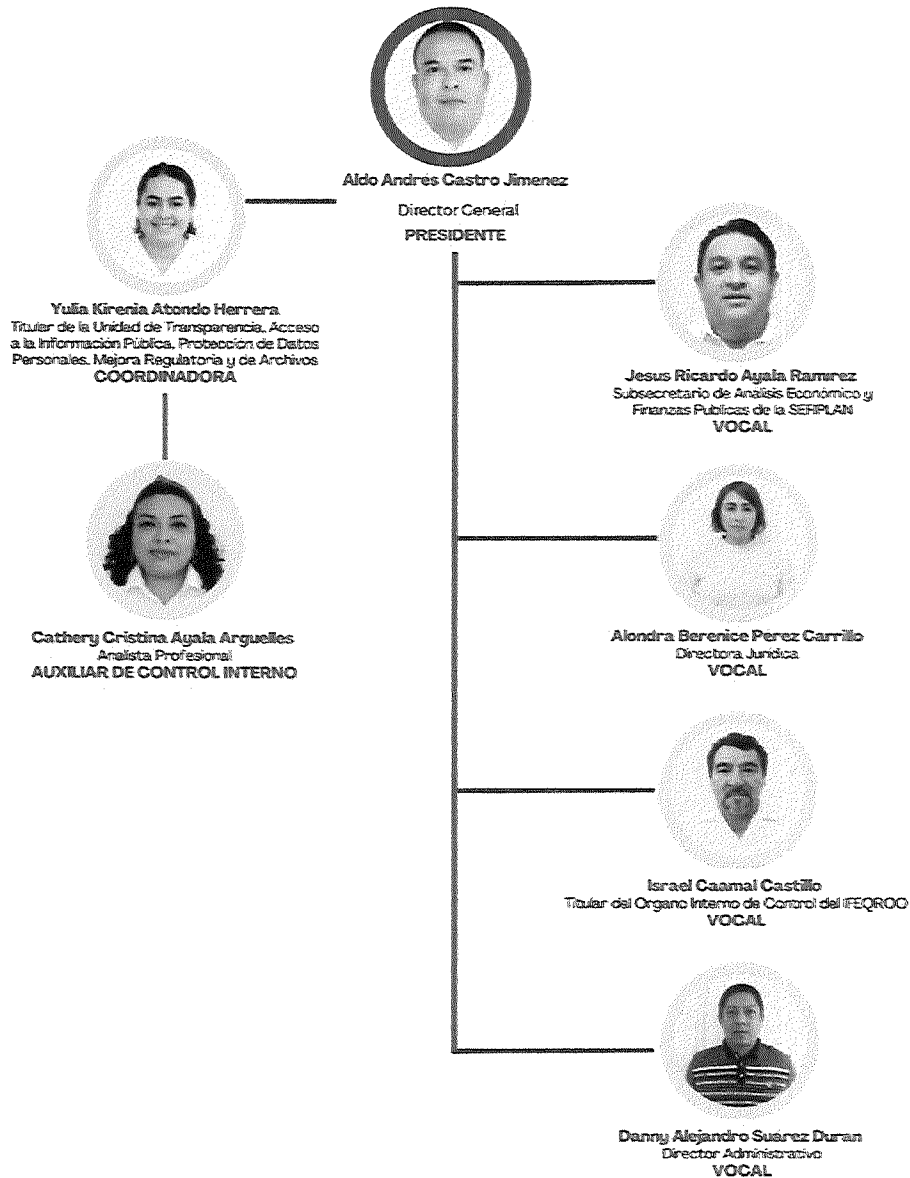 Aldo Andrés Castro Jimenez
Director General
PRESIDENTE
Yulia Kirenia Atondo Herrera
Titular de la Unidad de Transparencia, Acceso
a la Información Pública, Protección de Datos
Personales, Mejora Regulatoria y de Archivos
COORDINADORA
Cathery Cristina Ayala Arguelles
Analista Profesional
AUXILIAR DE CONTROL INTERNO
Jesus Ricardo Ayala Ramirez
Subsecretario de Análisis Económico y
Finanzas Publicas de la SEFIPLAN
VOCAL
Alondra Berenice Pérez Carrillo
Directora Jurídica
VOCAL
Israel Caamal Castillo
Titular del Organo Interno de Control del IFEQROO
VOCAL
Danny Alejandro Suárez Duran
Director Administrativo
VOCAL